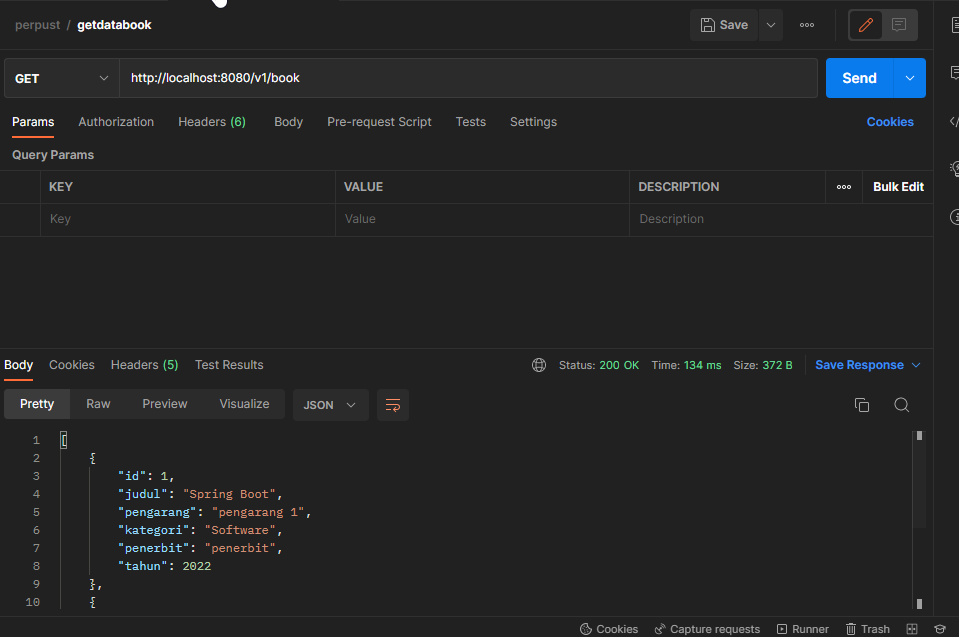 perpust / getdatabook
Save
GET http://localhost:8080/v1/book Send
Params Authorization Headers (6) Body Pre-request Script Tests Settings Cookies
Query Params
KEY VALUE DESCRIPTION Bulk Edit
Key Value Description
Body Cookies Headers (5) Test Results Status: 200 OK Time: 134 ms Size: 372 B Save Response
Pretty Raw Preview Visualize JSON
1 [
2 {
3 "id": 1,
4 "judul": "Spring Boot",
5 "pengarang": "pengarang 1",
6 "kategori": "Software",
7 "penerbit": "penerbit",
8 "tahun": 2022
9 },
10 {
Cookies Capture requests Runner Trash